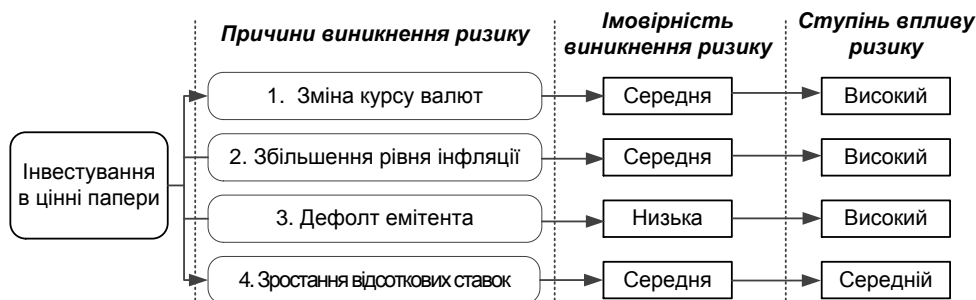 Причини виникнення ризику
Імовірність
виникнення ризику
Ступінь впливу
ризику
Інвестування
в цінні папери
1. Зміна курсу валют
Середня
Високий
2. Збільшення рівня інфляції
Середня
Високий
3. Дефолт емітента
Низька
Високий
4. Зростання відсоткових ставок
Середня
Середній